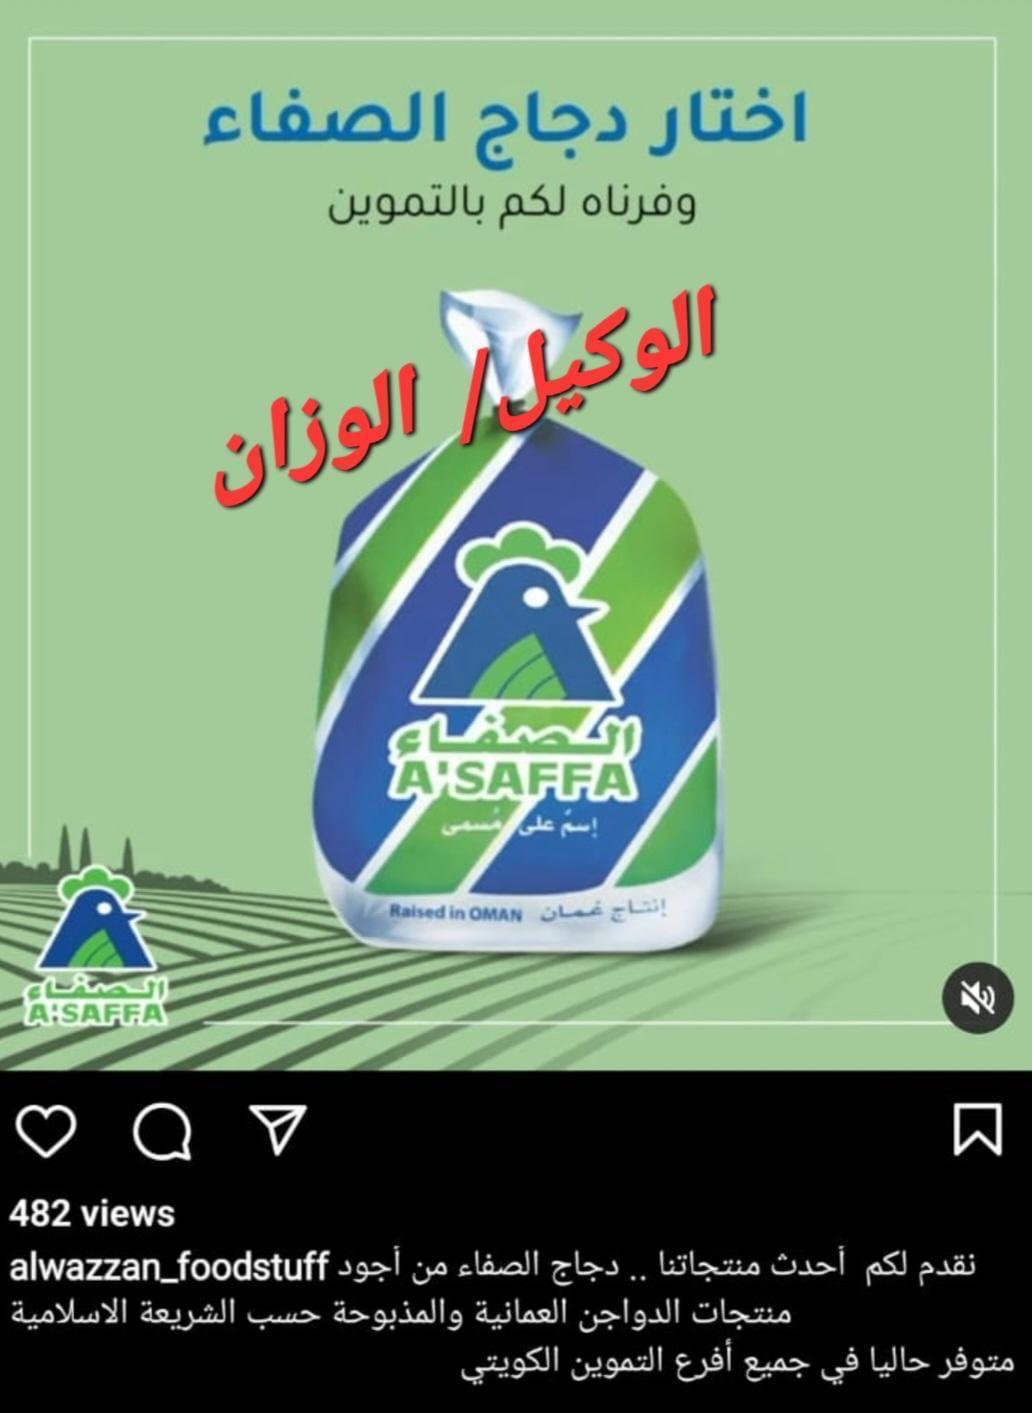 اختار دجاج الصفاء
وفرناه لكم بالتموين
الوكيل/ الوزان
الصفاء
A'SAFFA
إسمٌ على مُسمى
Raised in OMAN إنتاج عُمان
الصفاء
A'SAFFA
482 views
alwazzan_foodstuff نقدم لكم أحدث منتجاتنا .. دجاج الصفاء من أجود
منتجات الدواجن العمانية والمذبوحة حسب الشريعة الاسلامية
متوفر حاليا في جميع أفرع التموين الكويتي